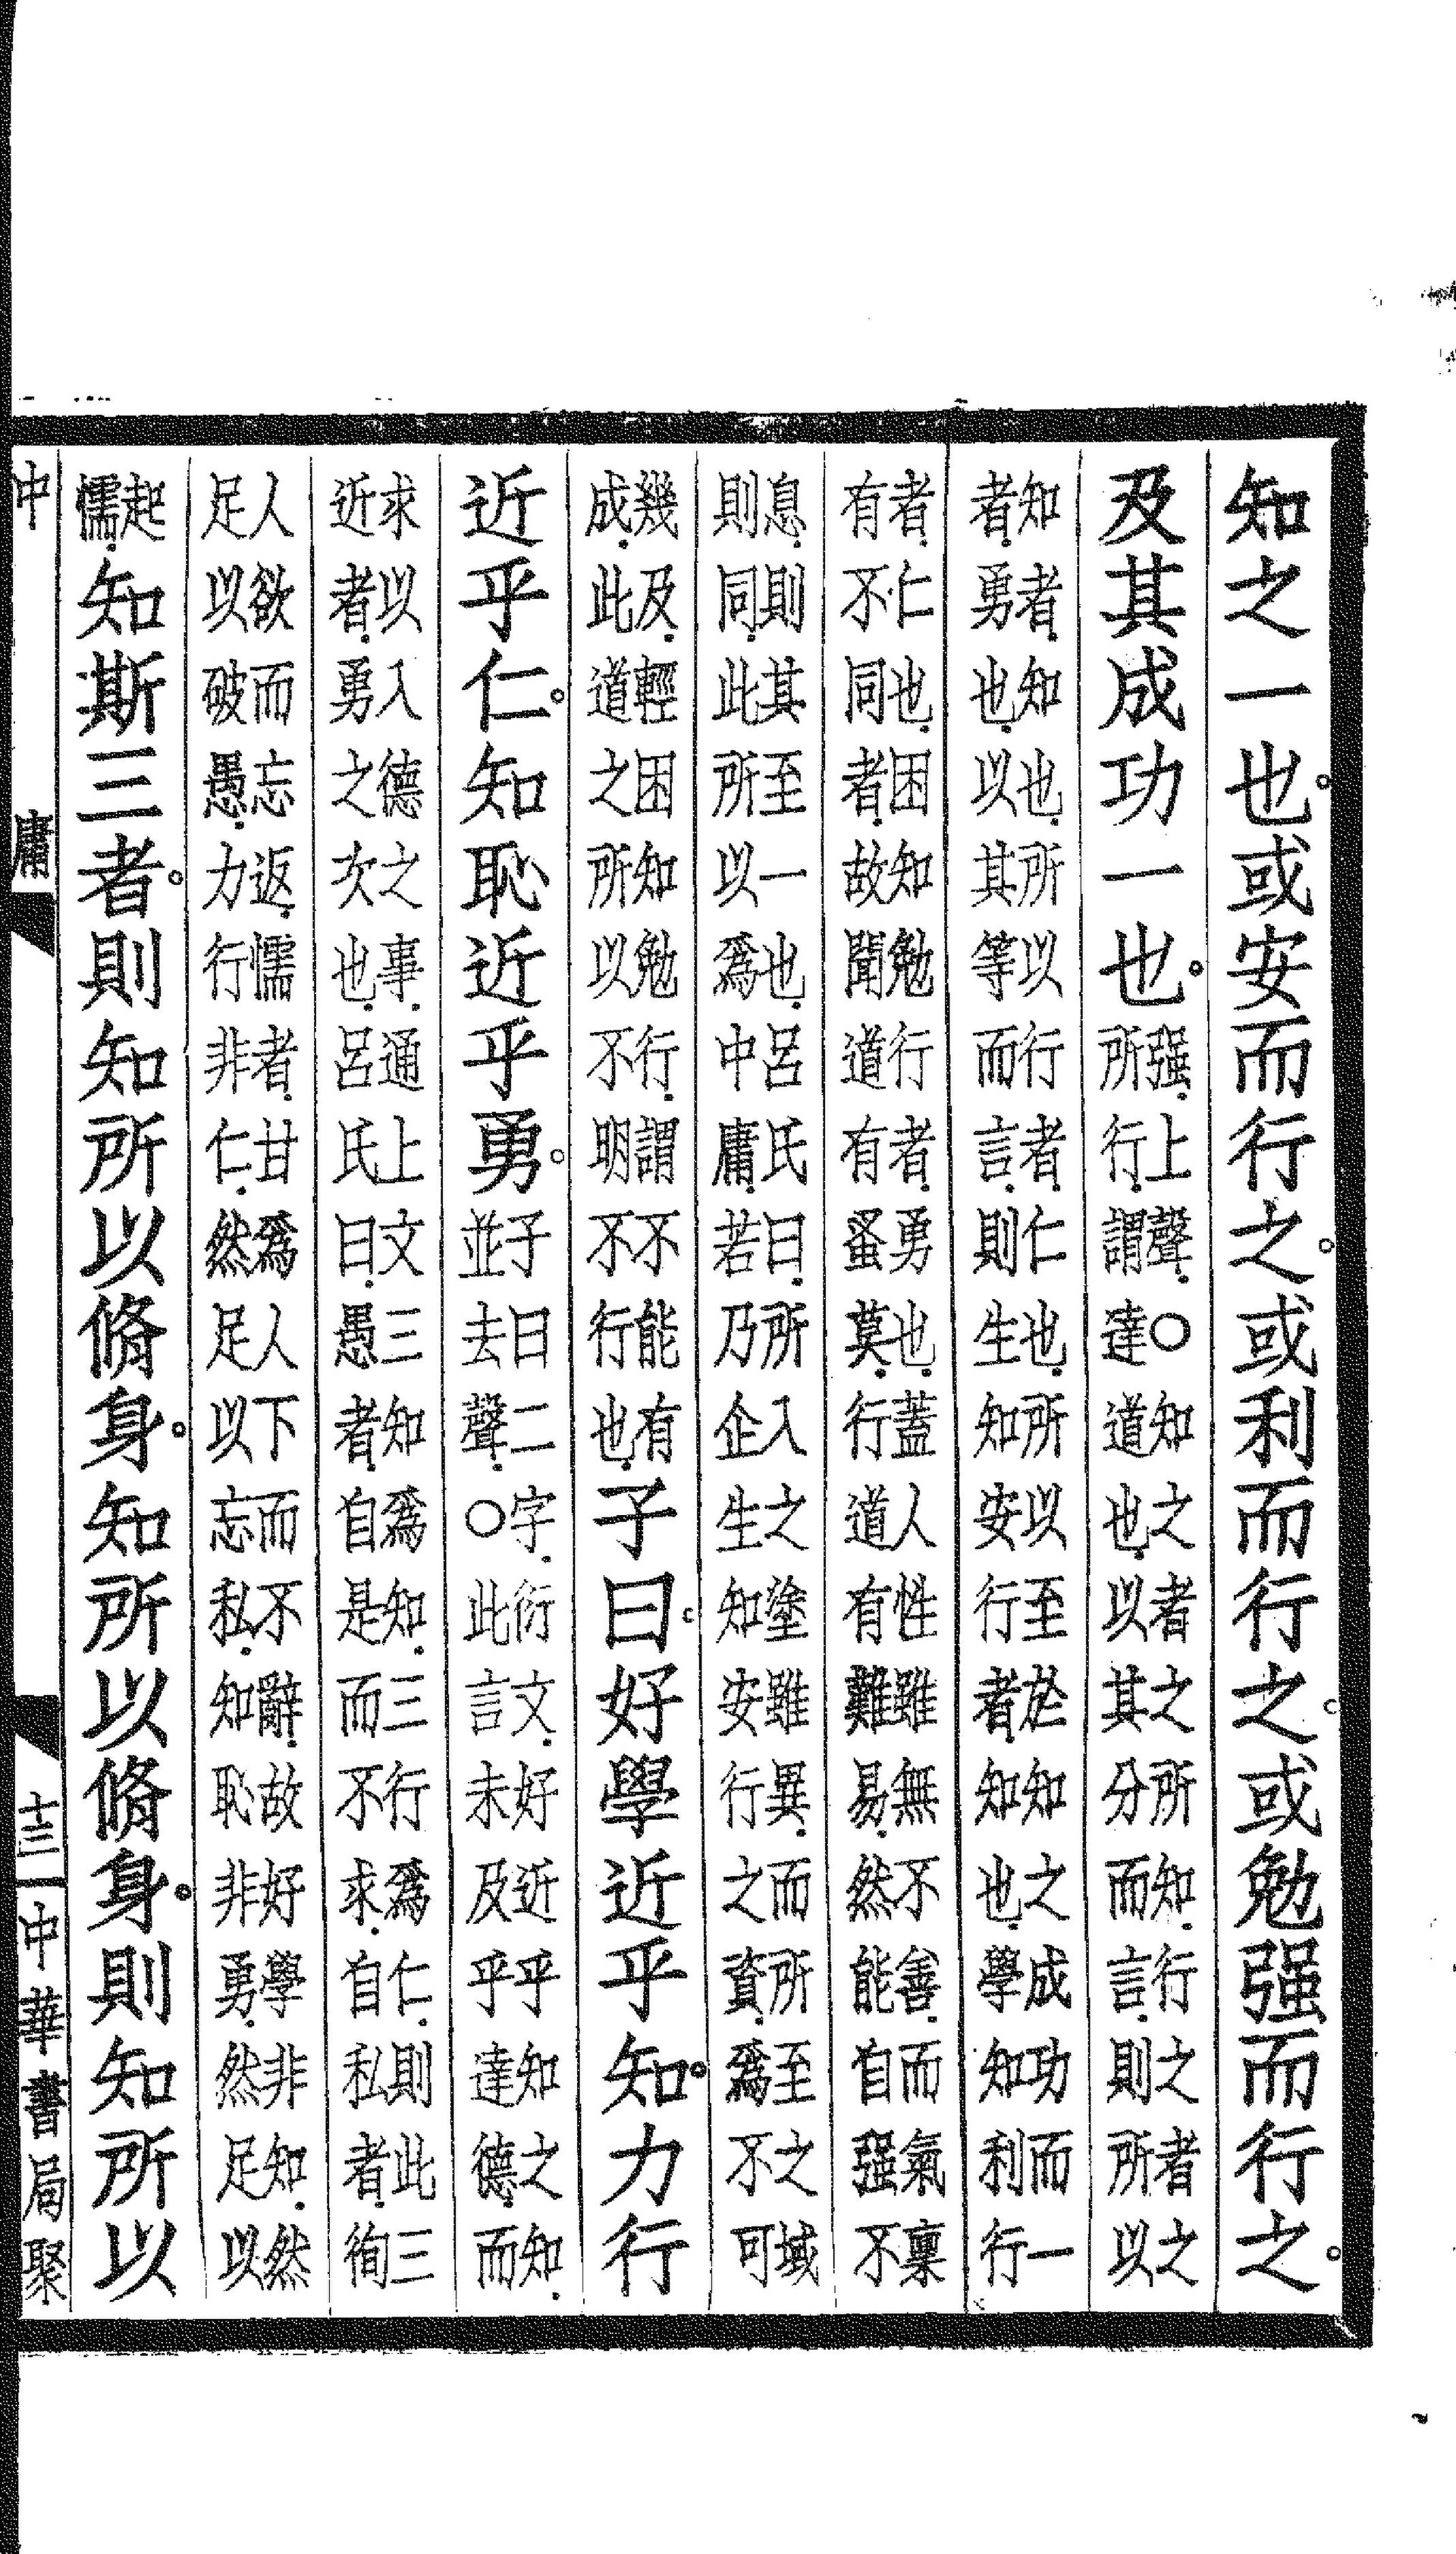 知之一也。或安而行之。或利而行之。或勉强而行之。
及其成功一也。强.上聲.○知之者之所知.行之者之
所行.謂達道也.以其分而言.則所以
知者.知也.所以行者.仁也.所以至於知之成功而一
者.勇也.以其等而言.則生知安行者.知也.學知利行
者.仁也.困知勉行者.勇也.蓋人性雖無不善.而氣稟
有不同者.故聞道有蚤莫.行道有難易.然能自强不
息.則其至一也.呂氏曰.所入之塗雖異.而所至之域
則同.此所以爲中庸.若乃企生知安行之資.爲不可
幾及.輕困知勉行.謂不能有
成.此道之所以不明不行也.子曰。好學近乎知。力行
近乎仁。知恥近乎勇。子曰二字.衍文.好近乎知之知.
並去聲.○此言未及乎達德.而
求以入德之事.通上文三知爲知.三行爲仁.則此三
近者.勇之次也.呂氏曰.愚者自是而不求.自私者.徇
人欲而忘返.懦者.甘爲人下而不辭.故好學非知.然
足以破愚.力行非仁.然足以忘私.知恥非勇.然足以
起懦.知斯三者。則知所以脩身。知所以脩身。則知所以
中 庸 十三 中華書局聚